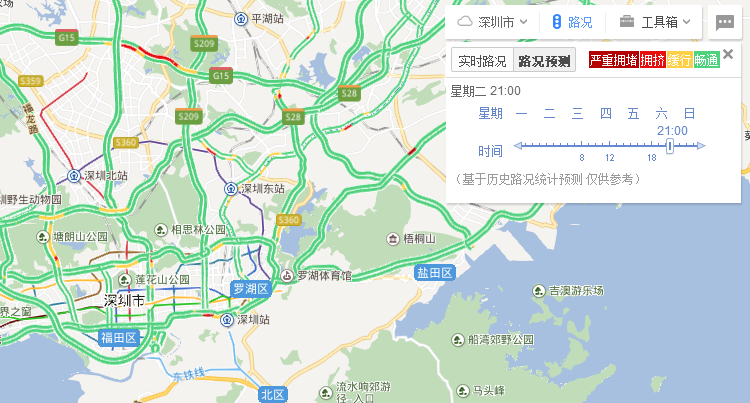 平湖站
深圳市
路况
工具箱
G15
S209
实时路况
路况预测
严重拥堵
拥挤
缓行
畅通
G15
S359
星期二 21:00
S28
星期
一
二
三
四
五
六
日
S209
S28
21:00
S360
时间
8
12
18
(基于历史路况统计预测 仅供参考)
深圳北站
深圳东站
圳野生动物园
S360
塘朗山公园
相思林公园
梧桐山
莲花山公园
罗湖体育馆
盐田区
罗湖区
吉澳游乐场
深圳市
界之窗
深圳站
福田区
船湾郊野公园
东铁线
北区
流水响郊游
径-入口
马头峰